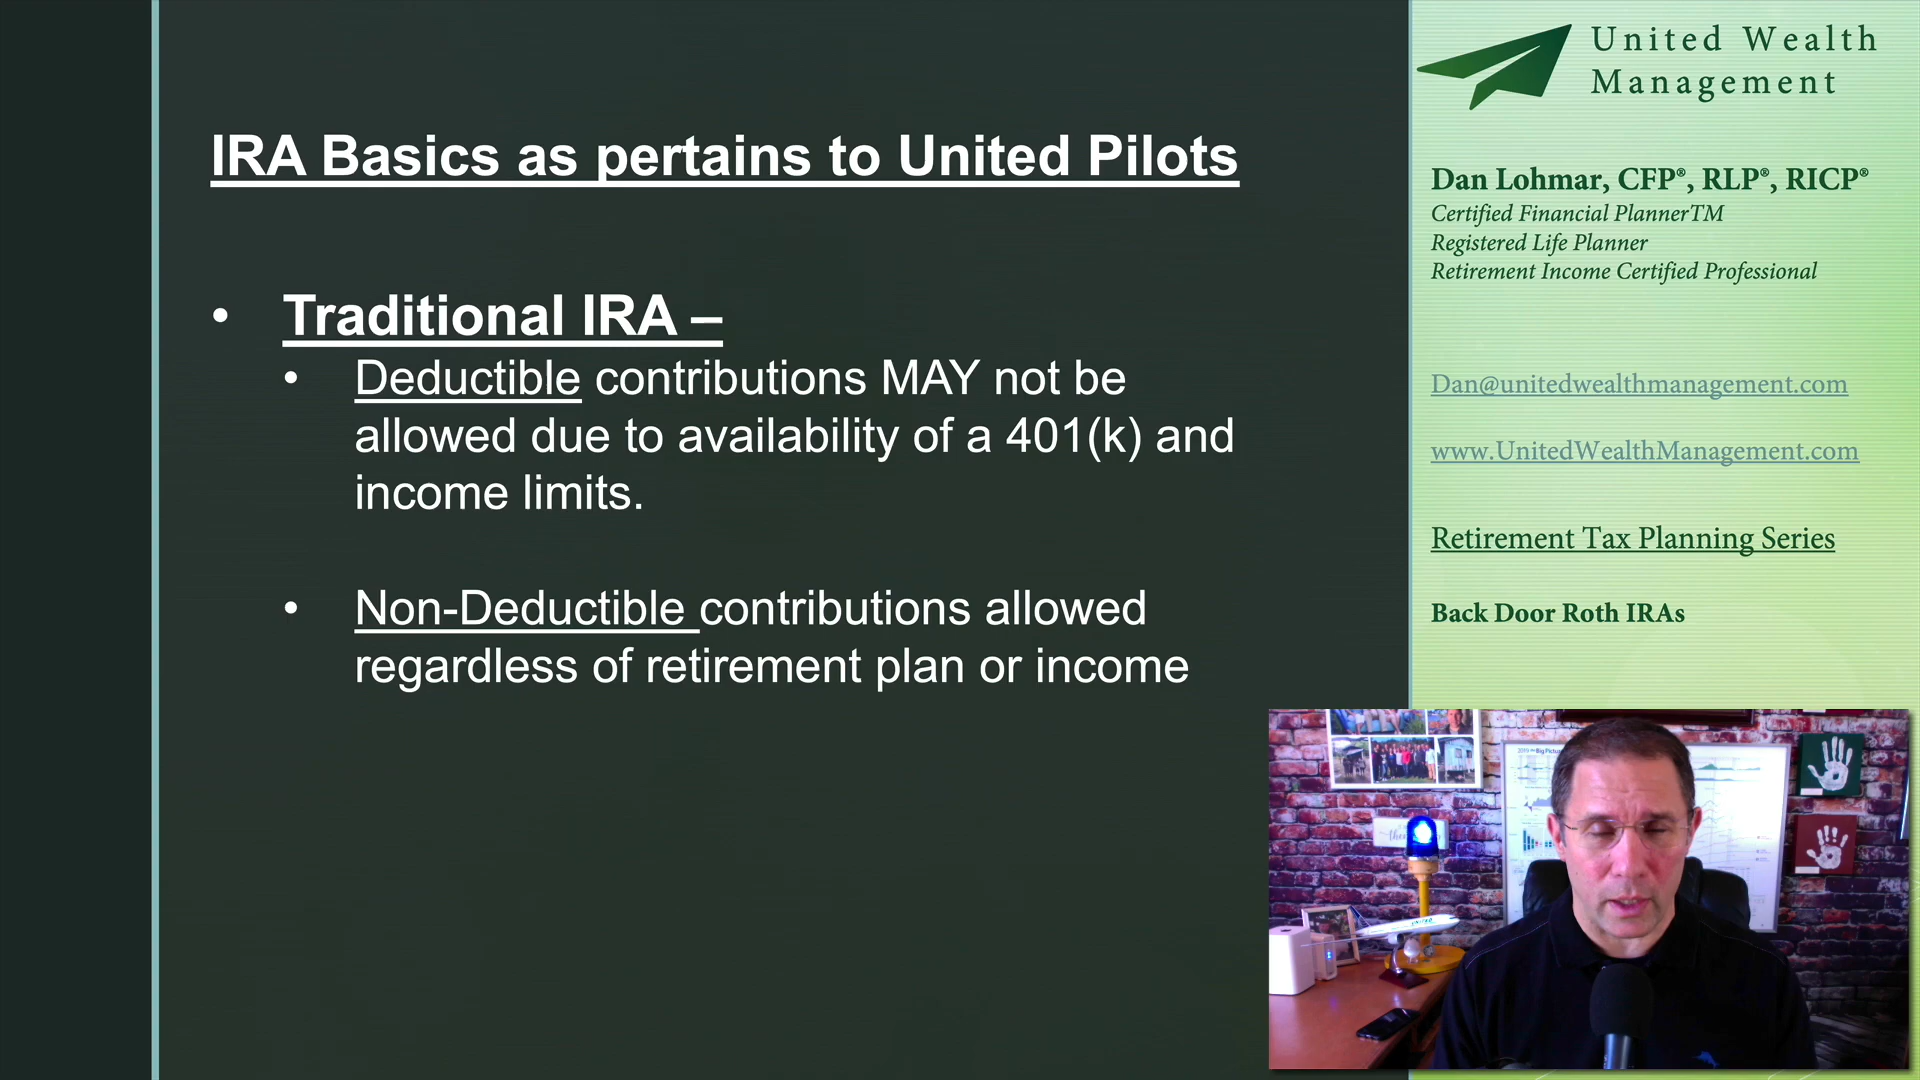 IRA Basics as pertains to United Pilots
• Traditional IRA –
• Deductible contributions MAY not be
allowed due to availability of a 401(k) and
income limits.
• Non-Deductible contributions allowed
regardless of retirement plan or income
United Wealth
Management
Dan Lohmar, CFP®, RLP®, RICP®
Certified Financial PlannerTM
Registered Life Planner
Retirement Income Certified Professional
Dan@unitedwealthmanagement.com
www.UnitedWealthManagement.com
Retirement Tax Planning Series
Back Door Roth IRAs
Big Picture
UNITED